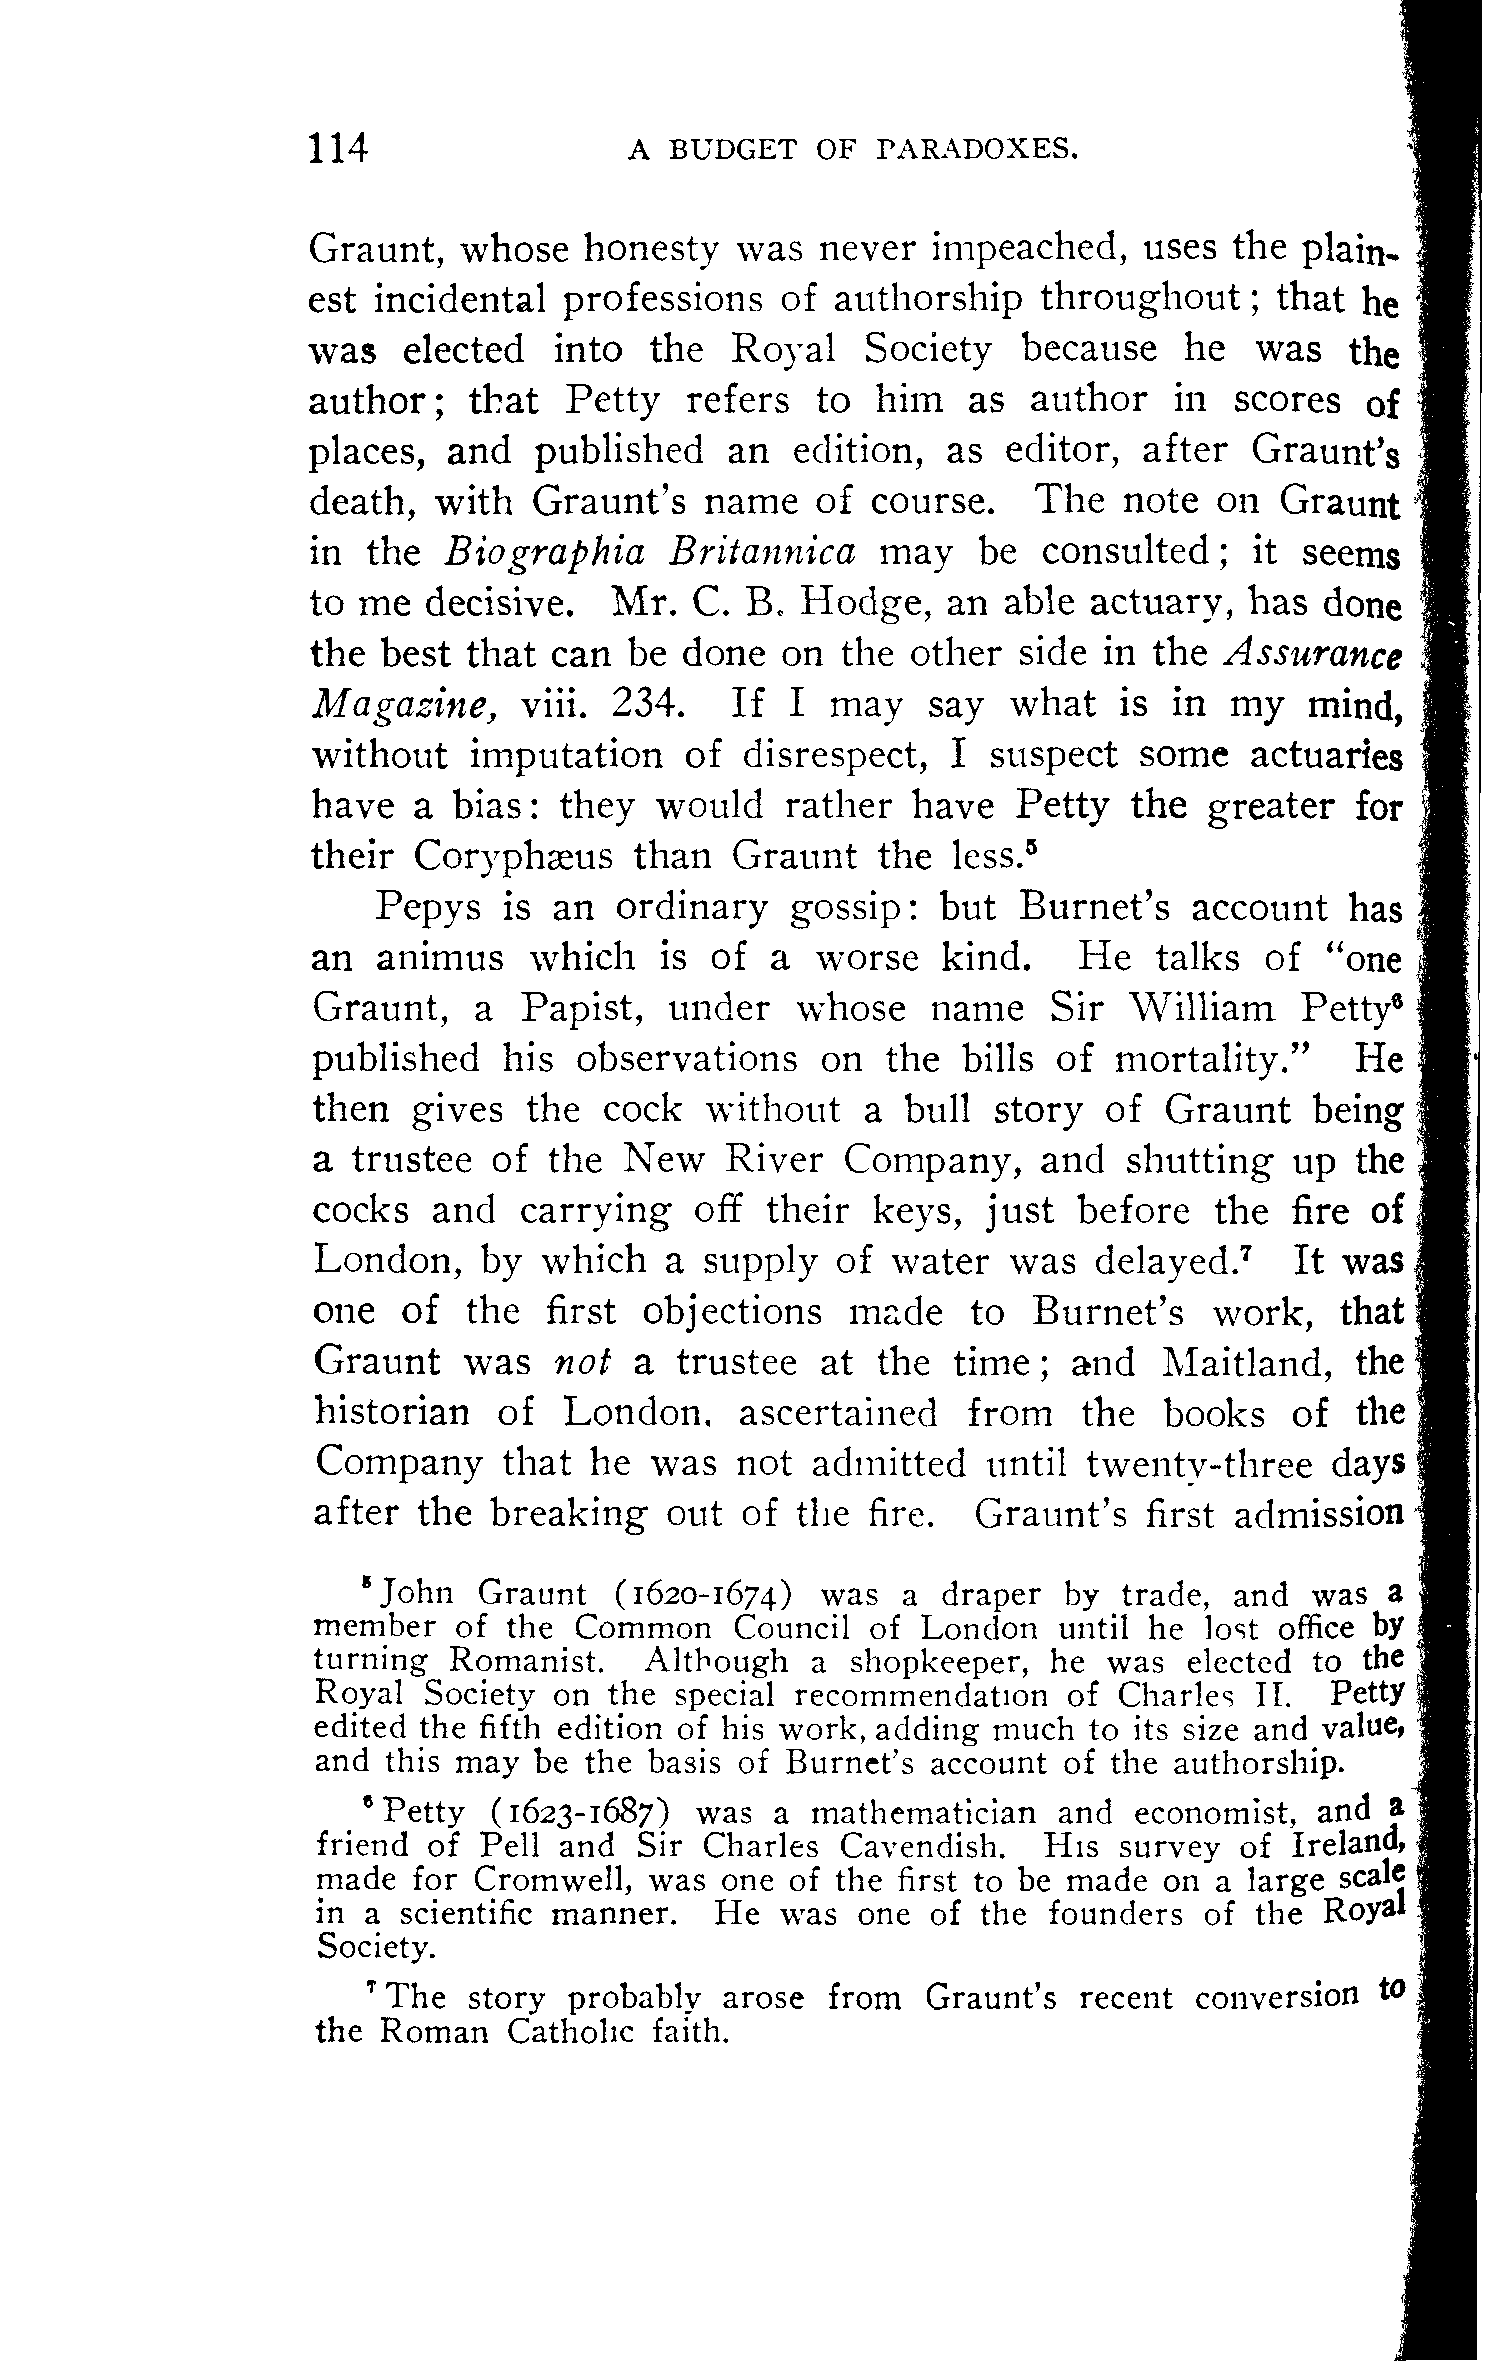 114 A BUDGET OF PARADOXES.
Graunt, whose honesty was never impeached, uses the plain-
est incidental professions of authorship throughout; that he
was elected into the Royal Society because he was the
author; that Petty refers to him as author in scores of
places, and published an edition, as editor, after Graunt's
death, with Graunt's name of course. The note on Graunt
in the Biographia Britannica may be consulted; it seems
to me decisive. Mr. C. B. Hodge, an able actuary, has done
the best that can be done on the other side in the Assurance
Magazine, viii. 234. If I may say what is in my mind,
without imputation of disrespect, I suspect some actuaries
have a bias: they would rather have Petty the greater for
their Coryphæus than Graunt the less.⁵
Pepys is an ordinary gossip: but Burnet's account has
an animus which is of a worse kind. He talks of "one
Graunt, a Papist, under whose name Sir William Petty⁶
published his observations on the bills of mortality." He
then gives the cock without a bull story of Graunt being
a trustee of the New River Company, and shutting up the
cocks and carrying off their keys, just before the fire of
London, by which a supply of water was delayed.⁷ It was
one of the first objections made to Burnet's work, that
Graunt was not a trustee at the time; and Maitland, the
historian of London, ascertained from the books of the
Company that he was not admitted until twenty-three days
after the breaking out of the fire. Graunt's first admission
⁵ John Graunt (1620-1674) was a draper by trade, and was a
member of the Common Council of London until he lost office by
turning Romanist. Although a shopkeeper, he was elected to the
Royal Society on the special recommendation of Charles II. Petty
edited the fifth edition of his work, adding much to its size and value,
and this may be the basis of Burnet's account of the authorship.
⁶ Petty (1623-1687) was a mathematician and economist, and a
friend of Pell and Sir Charles Cavendish. His survey of Ireland,
made for Cromwell, was one of the first to be made on a large scale
in a scientific manner. He was one of the founders of the Royal
Society.
⁷ The story probably arose from Graunt's recent conversion to
the Roman Catholic faith.